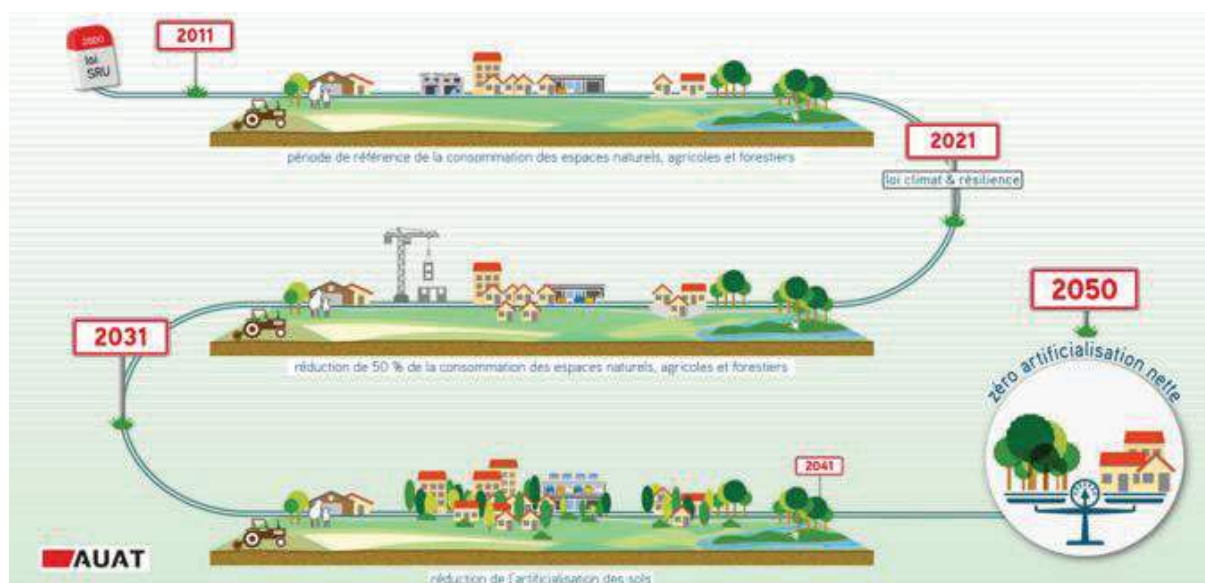 2000
loi
SRU
2011
période de référence de la consommation des espaces naturels, agricoles et forestiers
2021
loi climat & résilience
réduction de 50 % de la consommation des espaces naturels, agricoles et forestiers
2031
2050
zéro artificialisation nette
2041
réduction de l'artificialisation des sols
AUAT